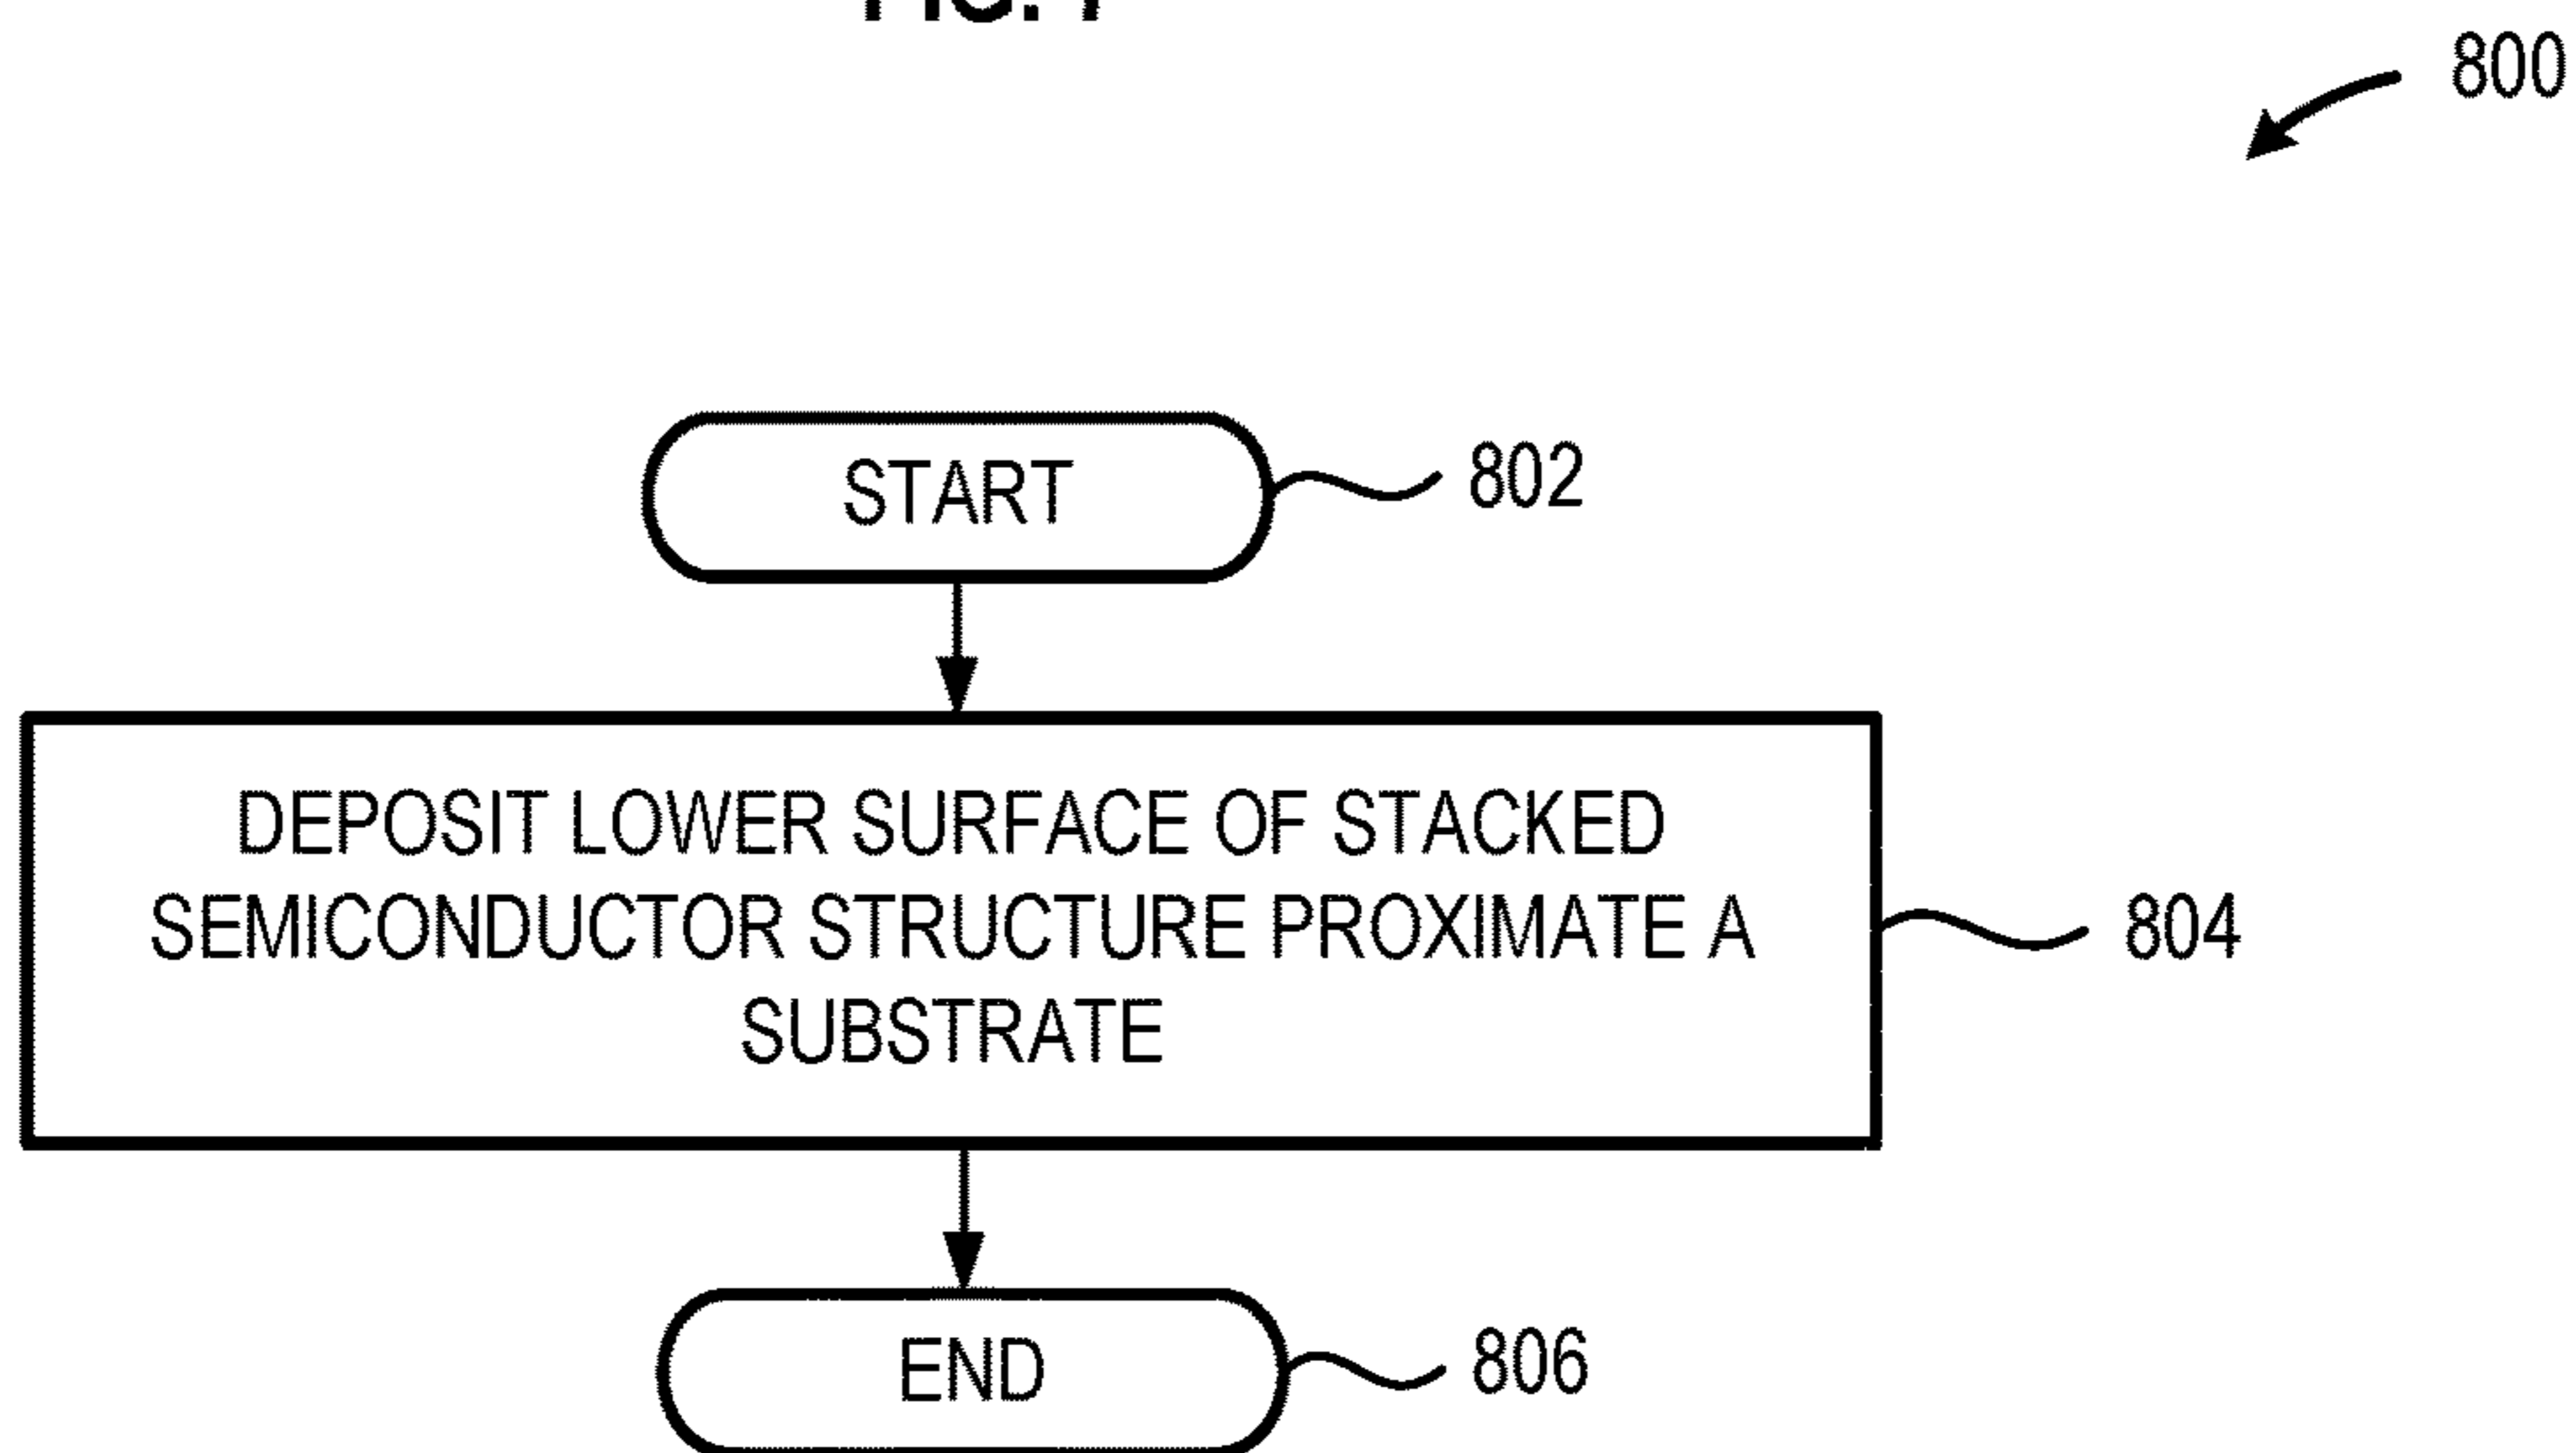 800
START
802
DEPOSIT LOWER SURFACE OF STACKED
SEMICONDUCTOR STRUCTURE PROXIMATE A
SUBSTRATE
804
END
806